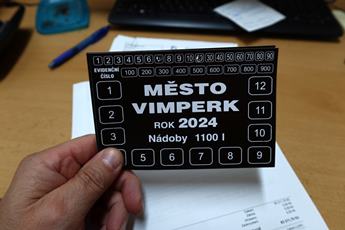 1 2 3 4 5 6 7 8 9 10 20 30 40 50 60 70 80 90
EVIDENČNÍ ČÍSLO
100 200 300 400 500 600 700 800 900
MĚSTO
VIMPERK
ROK 2024
Nádoby 1100 l
1
2
3
5
6
7
8
9
10
11
12